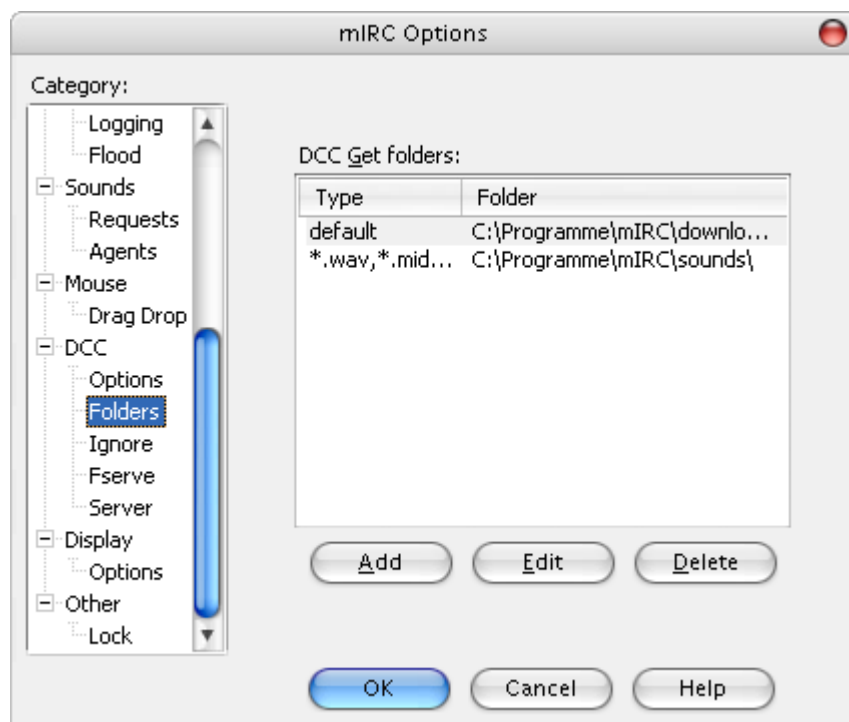 mIRC Options
Category:
Logging
Flood
Sounds
Requests
Agents
Mouse
Drag Drop
DCC
Options
Folders
Ignore
Fserve
Server
Display
Options
Other
Lock
DCC Get folders:
Type Folder
default C:\Programme\mIRC\downlo...
*.wav,*.mid... C:\Programme\mIRC\sounds\
Add Edit Delete
OK Cancel Help